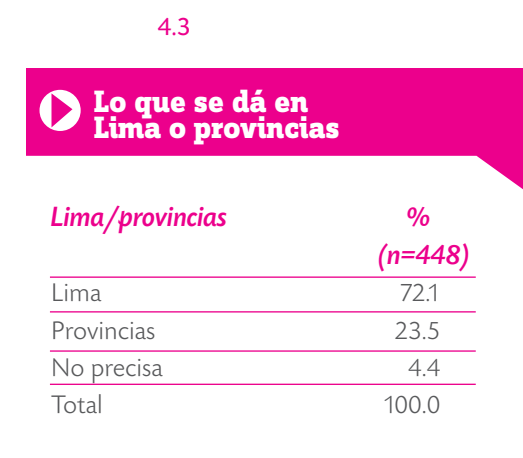 4.3
Lo que se dá en
Lima o provincias
Lima/provincias %
(n=448)
Lima 72.1
Provincias 23.5
No precisa 4.4
Total 100.0